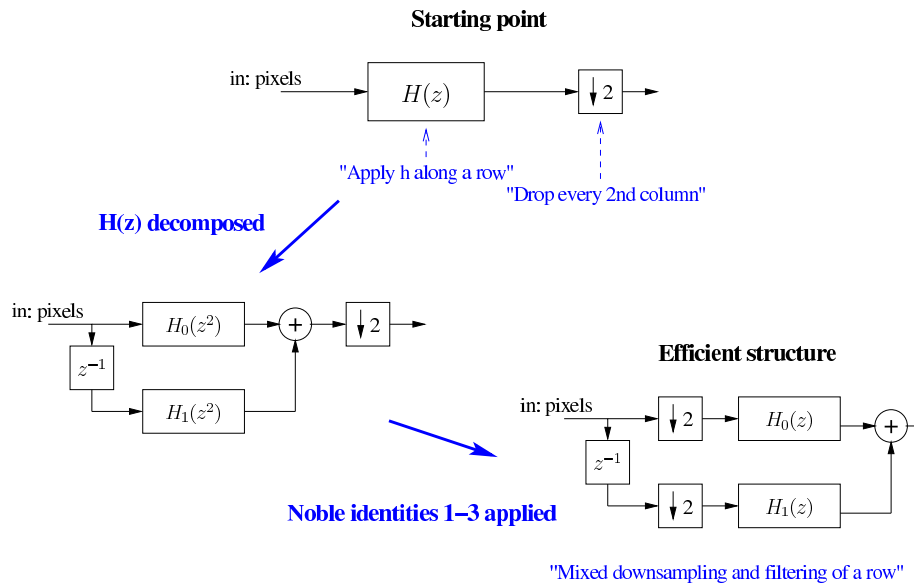 Starting point
in: pixels
H(z)
↓ 2
"Apply h along a row"
"Drop every 2nd column"
H(z) decomposed
in: pixels
H₀(z²)
+
↓ 2
z⁻¹
H₁(z²)
Efficient structure
in: pixels
↓ 2
H₀(z)
+
z⁻¹
↓ 2
H₁(z)
Noble identities 1–3 applied
"Mixed downsampling and filtering of a row"